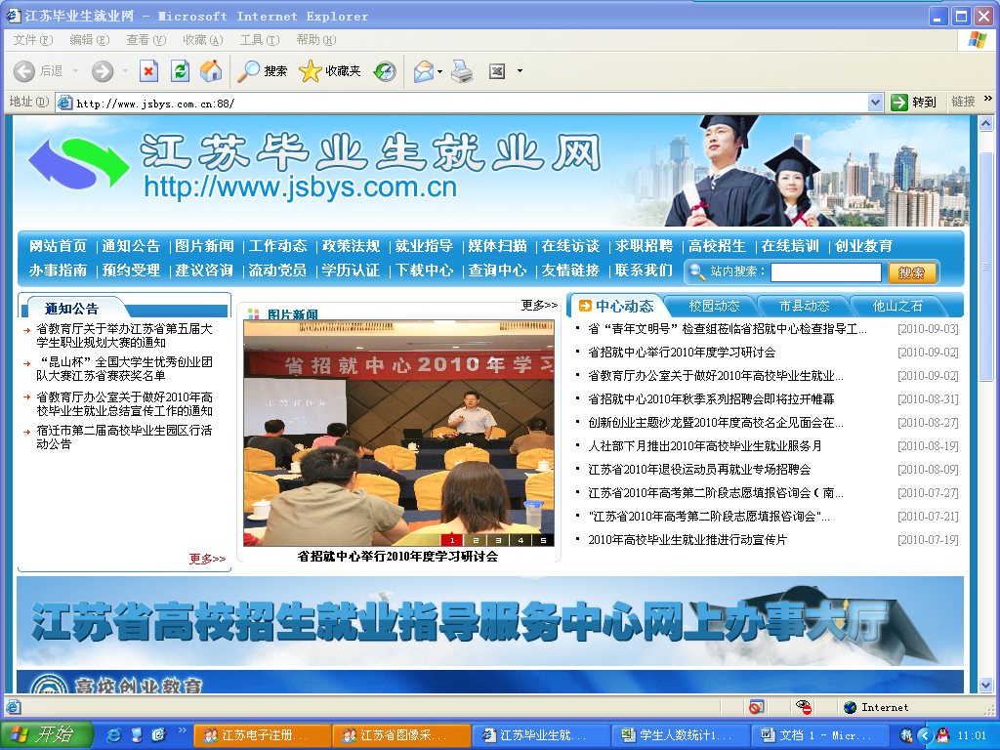 江苏毕业生就业网 - Microsoft Internet Explorer
文件(F) 编辑(E) 查看(V) 收藏(A) 工具(T) 帮助(H)
后退 搜索 收藏夹
地址(D) http://www.jsbys.com.cn:88/ 转到 链接 »
江苏毕业生就业网
http://www.jsbys.com.cn
网站首页 | 通知公告 | 图片新闻 | 工作动态 | 政策法规 | 就业指导 | 媒体扫描 | 在线访谈 | 求职招聘 | 高校招生 | 在线培训 | 创业教育
办事指南 | 预约受理 | 建议咨询 | 流动党员 | 学历认证 | 下载中心 | 查询中心 | 友情链接 | 联系我们 站内搜索： 搜索
通知公告
省教育厅关于举办江苏省第五届大
学生职业规划大赛的通知
“昆山杯”全国大学生优秀创业团
队大赛江苏省赛获奖名单
省教育厅办公室关于做好2010年高
校毕业生就业总结宣传工作的通知
宿迁市第二届高校毕业生园区行活
动公告
更多>>
图片新闻 更多>>
省招就中心2010年学习
1 2 3 4 5
省招就中心举行2010年度学习研讨会
中心动态 校园动态 市县动态 他山之石
省“青年文明号”检查组莅临省招就中心检查指导工... [2010-09-03]
省招就中心举行2010年度学习研讨会 [2010-09-02]
省教育厅办公室关于做好2010年高校毕业生就业... [2010-09-02]
省招就中心2010年秋季系列招聘会即将拉开帷幕 [2010-08-31]
创新创业主题沙龙暨2010年度高校名企见面会在... [2010-08-27]
人社部下月推出2010年高校毕业生就业服务月 [2010-08-19]
江苏省2010年退役运动员再就业专场招聘会 [2010-08-09]
江苏省2010年高考第二阶段志愿填报咨询会（南... [2010-07-27]
"江苏省2010年高考第二阶段志愿填报咨询会"... [2010-07-21]
2010年高校毕业生就业推进行动宣传片 [2010-07-19]
江苏省高校招生就业指导服务中心网上办事大厅
高校创业教育
Internet
开始 » 江苏电子注册... 江苏省图像采... 江苏毕业生就... 学生人数统计1... 文档 1 - Micr... 11:01